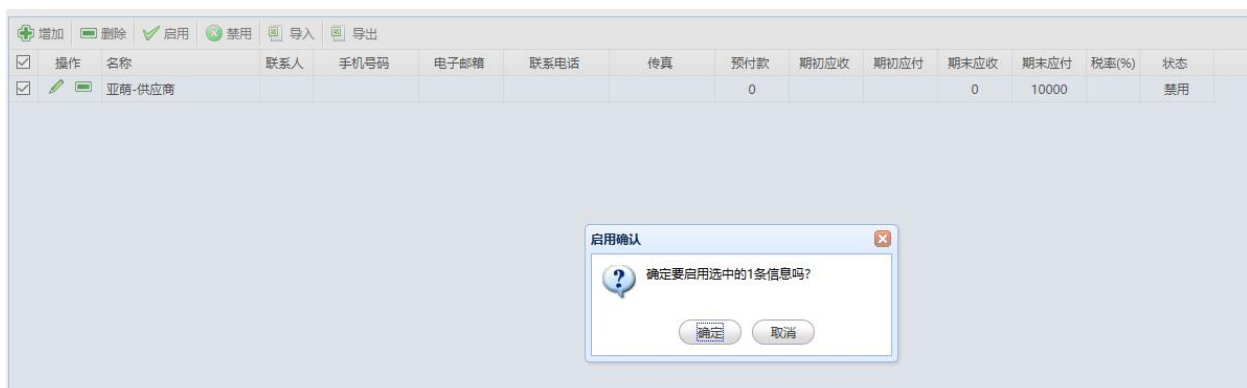 增加 删除 启用 禁用 导入 导出
操作 名称 联系人 手机号码 电子邮箱 联系电话 传真 预付款 期初应收 期初应付 期末应收 期末应付 税率(%) 状态
亚萌-供应商 0 0 10000 禁用
启用确认
确定要启用选中的1条信息吗?
确定 取消